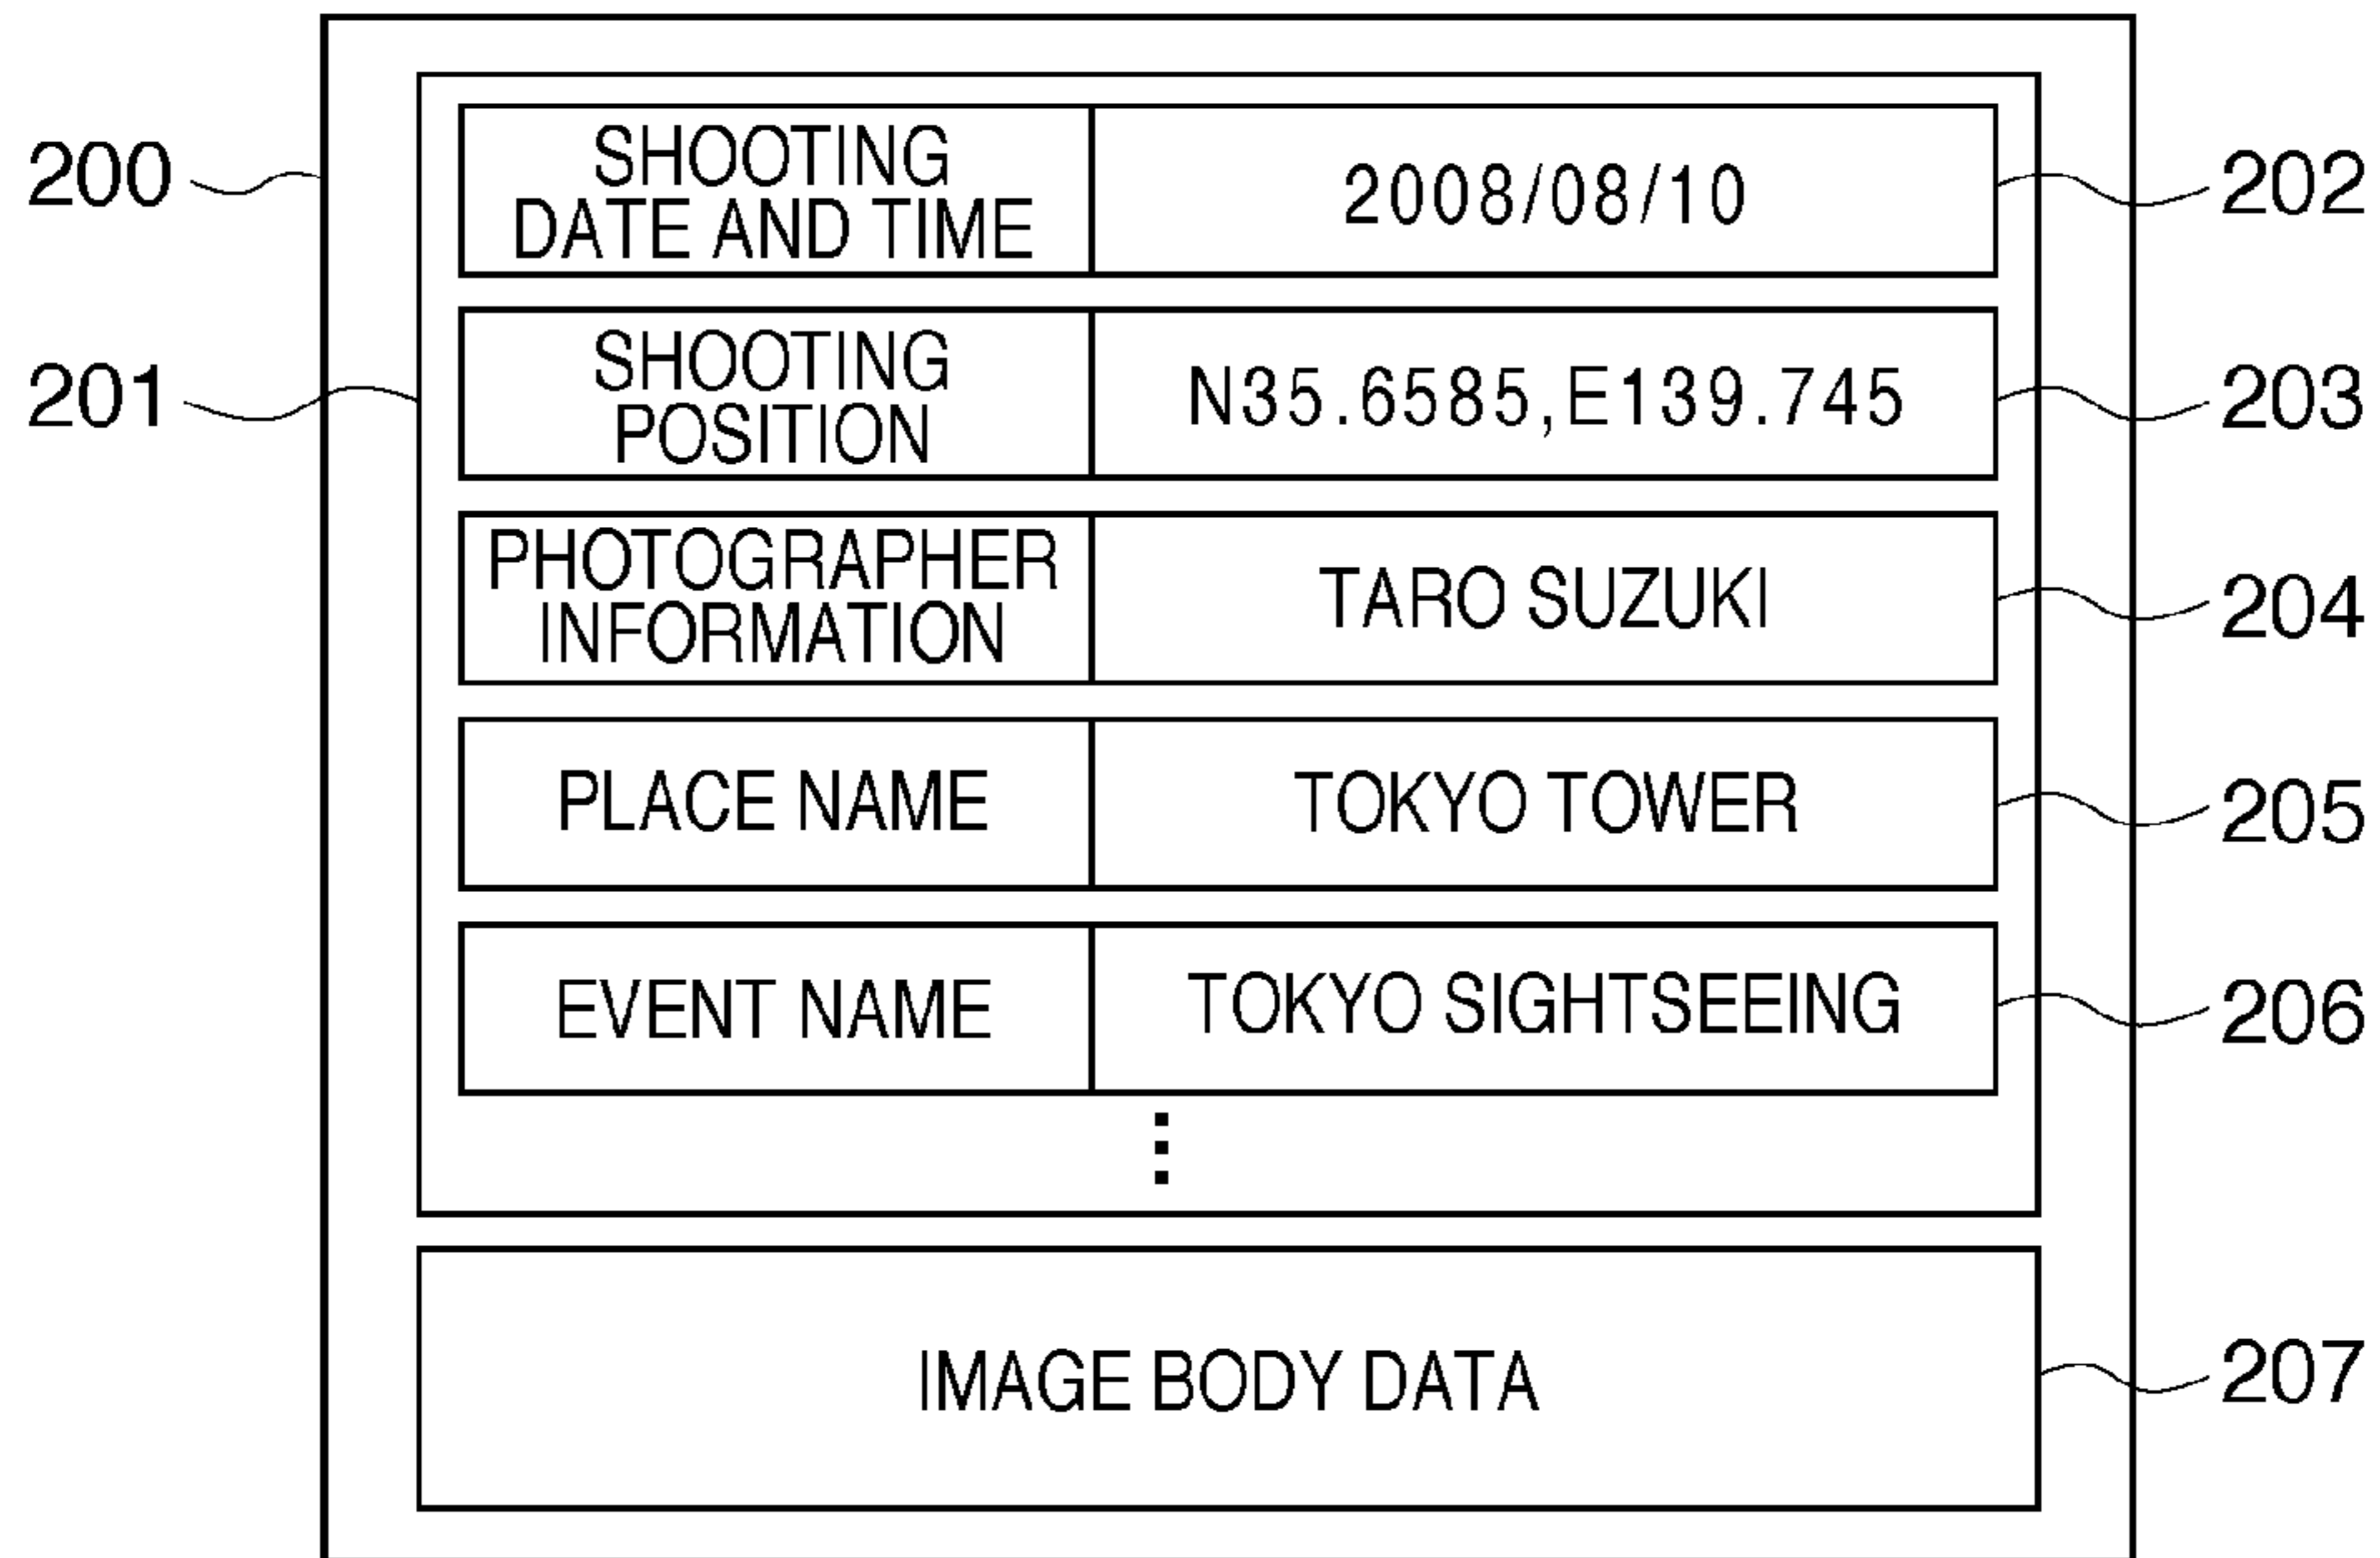 200
SHOOTING
DATE AND TIME
2008/08/10
202
201
SHOOTING
POSITION
N35.6585,E139.745
203
PHOTOGRAPHER
INFORMATION
TARO SUZUKI
204
PLACE NAME
TOKYO TOWER
205
EVENT NAME
TOKYO SIGHTSEEING
206
IMAGE BODY DATA
207